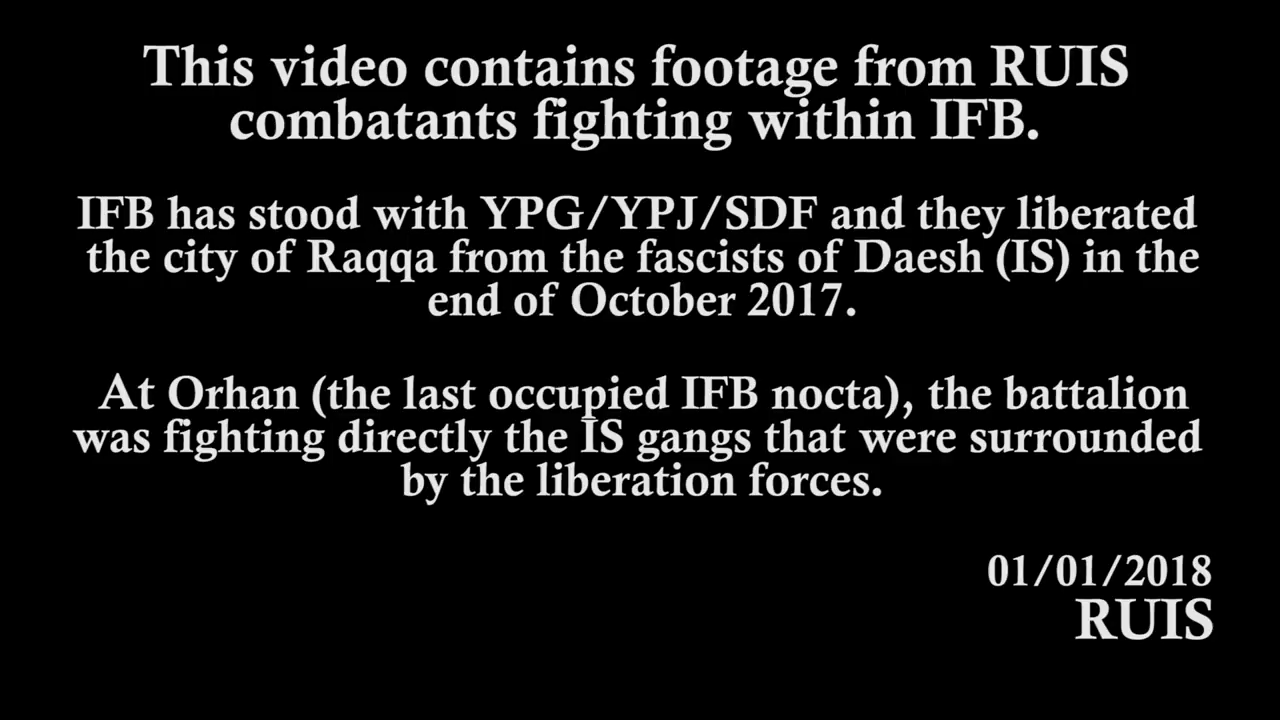 This video contains footage from RUIS
combatants fighting within IFB.
IFB has stood with YPG/YPJ/SDF and they liberated
the city of Raqqa from the fascists of Daesh (IS) in the
end of October 2017.
At Orhan (the last occupied IFB nocta), the battalion
was fighting directly the IS gangs that were surrounded
by the liberation forces.
01/01/2018
RUIS